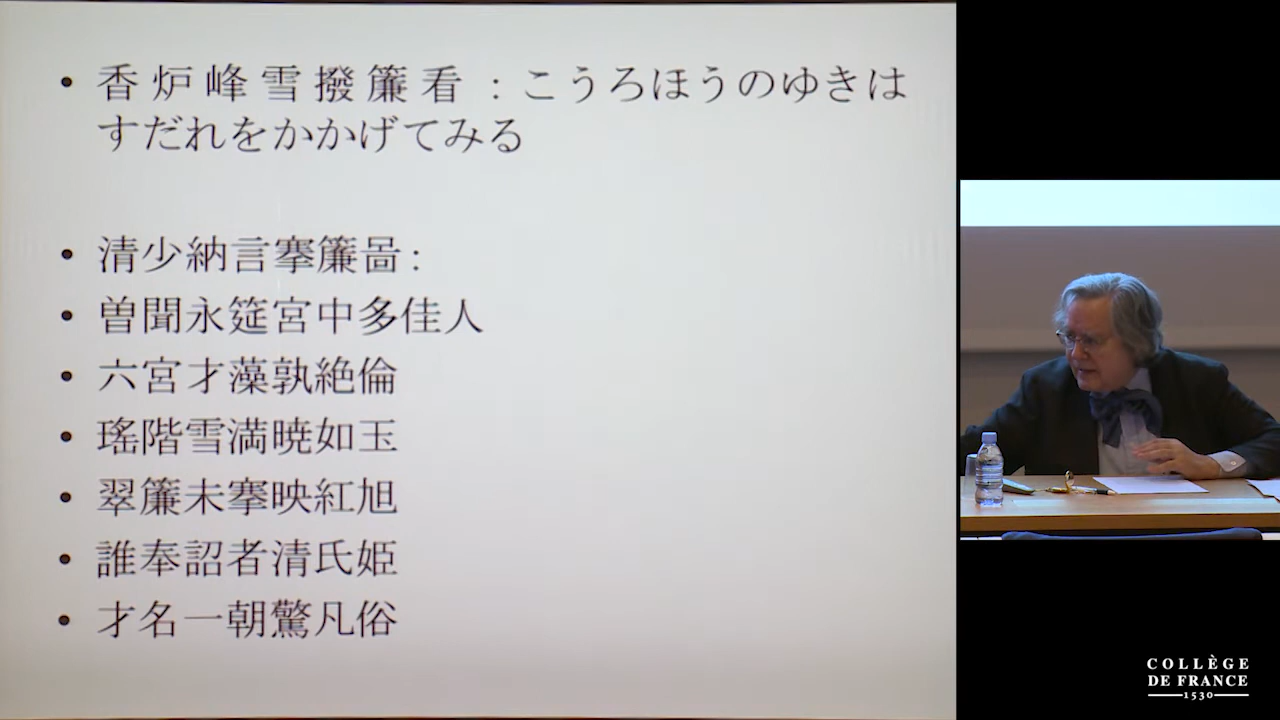 • 香炉峰雪撥簾看 : こうろほうのゆきは
すだれをかかげてみる
• 清少納言搴簾啚 :
• 曽聞永筵宮中多佳人
• 六宮才藻孰絶倫
• 瑤階雪満暁如玉
• 翠簾未搴映紅旭
• 誰奉詔者清氏姫
• 才名一朝驚凡俗
COLLÈGE
DE FRANCE
1530